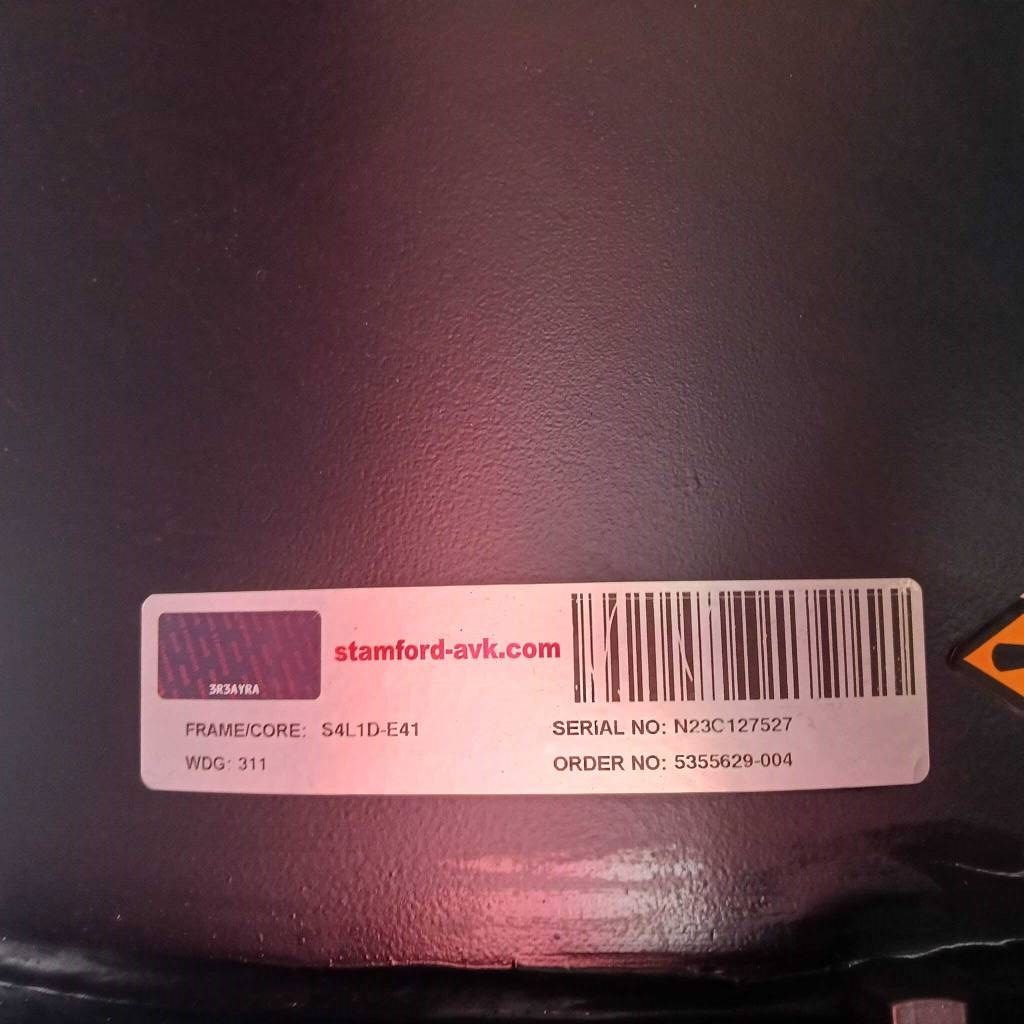 stamford-avk.com
3R3AYRA
FRAME/CORE: S4L1D-E41
SERIAL NO: N23C127527
WDG: 311
ORDER NO: 5355629-004